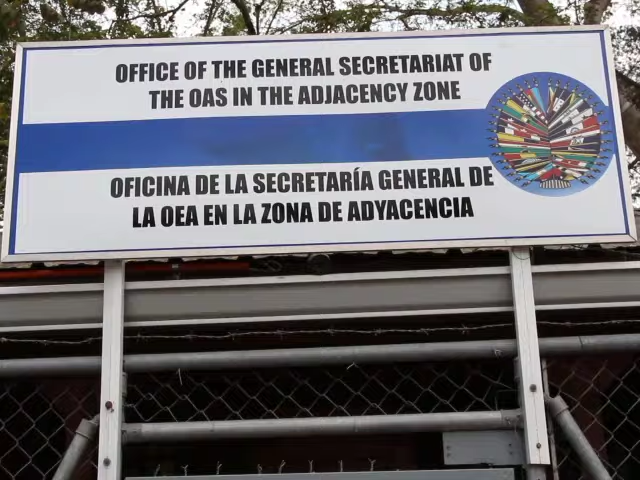 OFFICE OF THE GENERAL SECRETARIAT OF
THE OAS IN THE ADJACENCY ZONE
OFICINA DE LA SECRETARÍA GENERAL DE
LA OEA EN LA ZONA DE ADYACENCIA